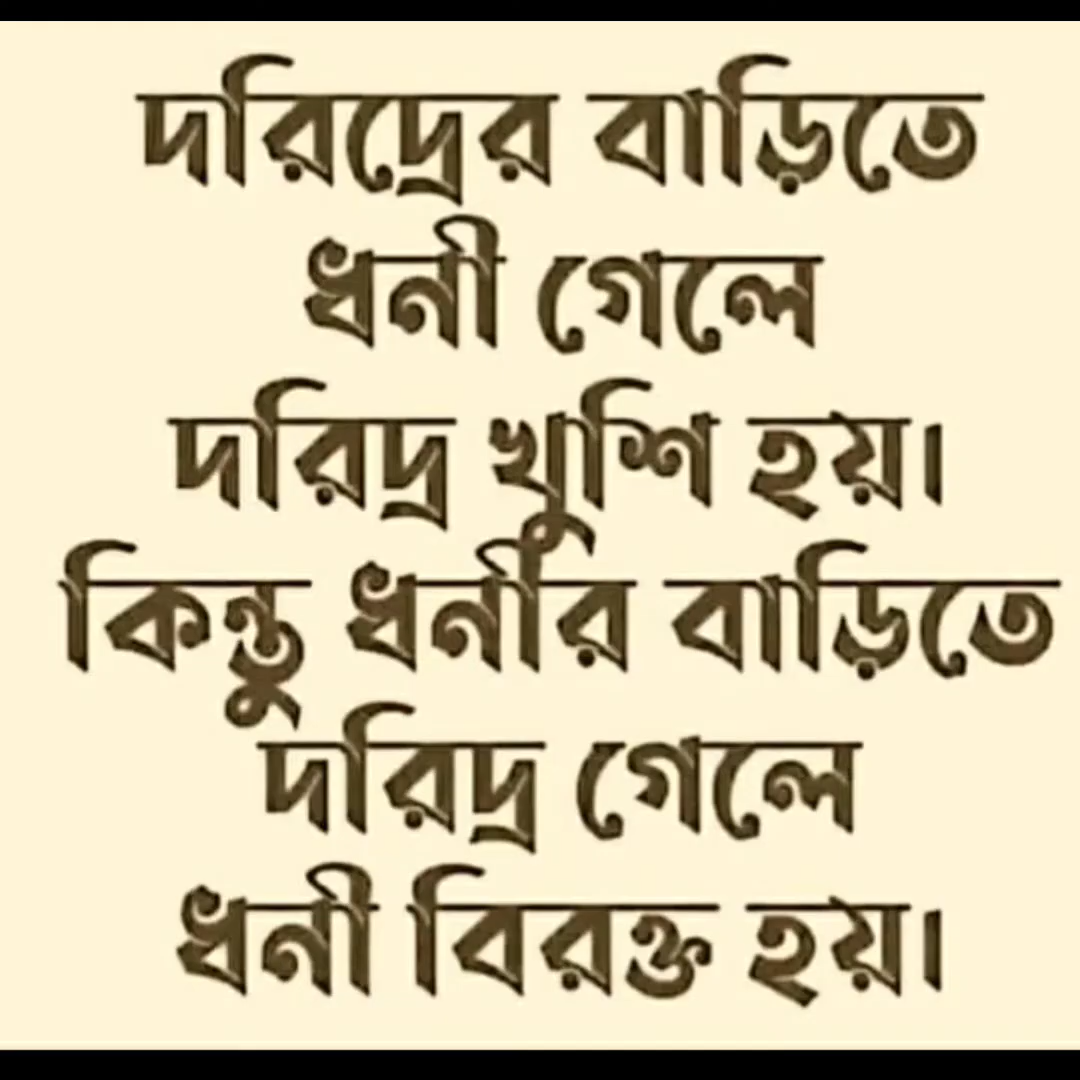 দরিদ্রের বাড়িতে
ধনী গেলে
দরিদ্র খুশি হয়।
কিন্তু ধনীর বাড়িতে
দরিদ্র গেলে
ধনী বিরক্ত হয়।